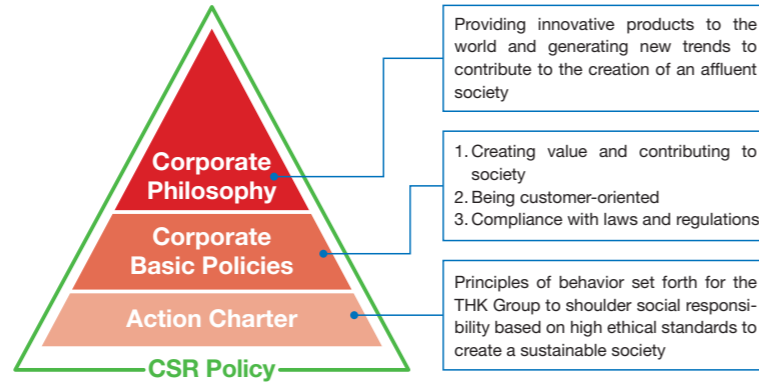 Corporate
Philosophy
Providing innovative products to the
world and generating new trends to
contribute to the creation of an affluent
society
Corporate
Basic Policies
1. Creating value and contributing to
society
2. Being customer-oriented
3. Compliance with laws and regulations
Action Charter
Principles of behavior set forth for the
THK Group to shoulder social responsi-
bility based on high ethical standards to
create a sustainable society
CSR Policy